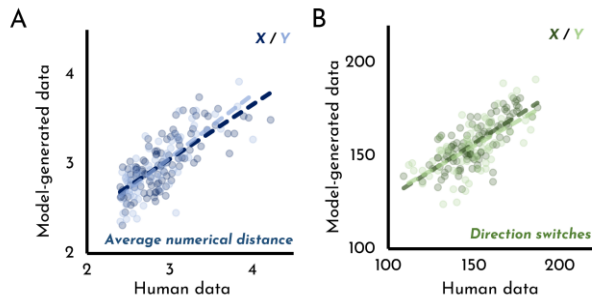 A
X / Y
Model-generated data
4
3
2
Average numerical distance
2 3 4
Human data
B
X / Y
Model-generated data
200
150
100
Direction switches
100 150 200
Human data